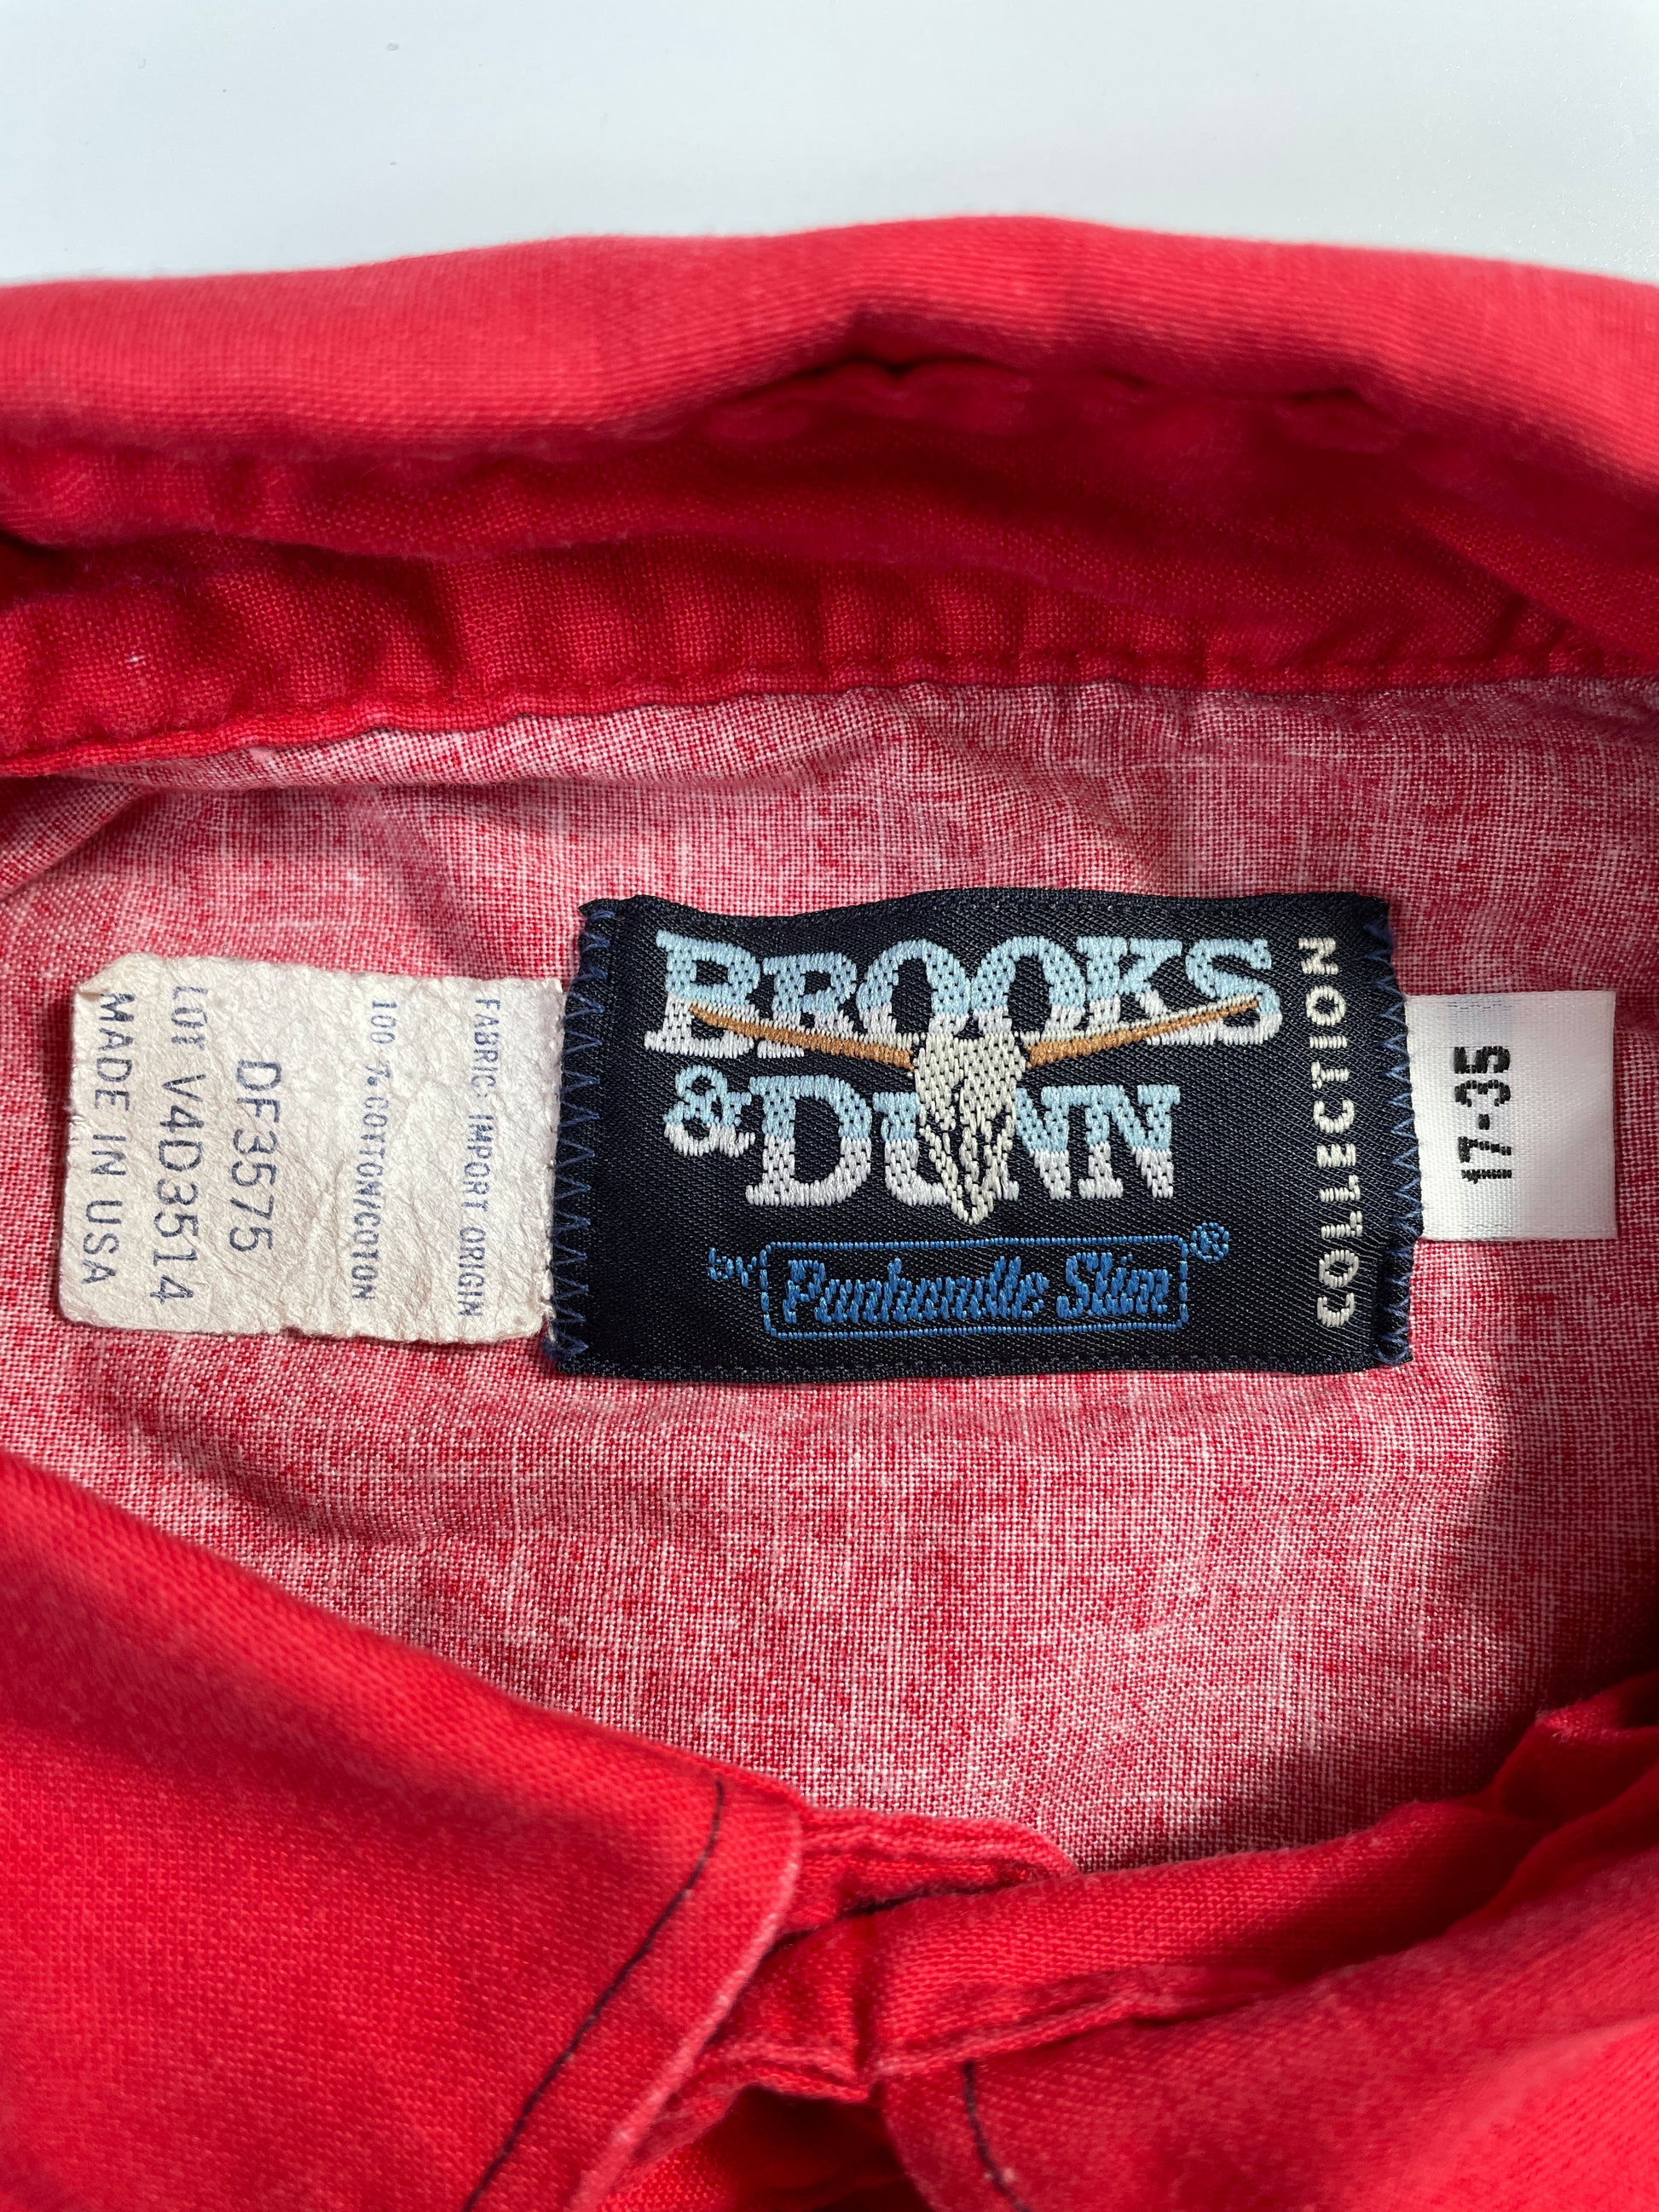 BROOKS
& DUNN
by Panhandle Slim®
COLLECTION
17-35
FABRIC: IMPORT ORIGIN
100 % COTTON/COTON
DF3575
LOT V4D3514
MADE IN USA